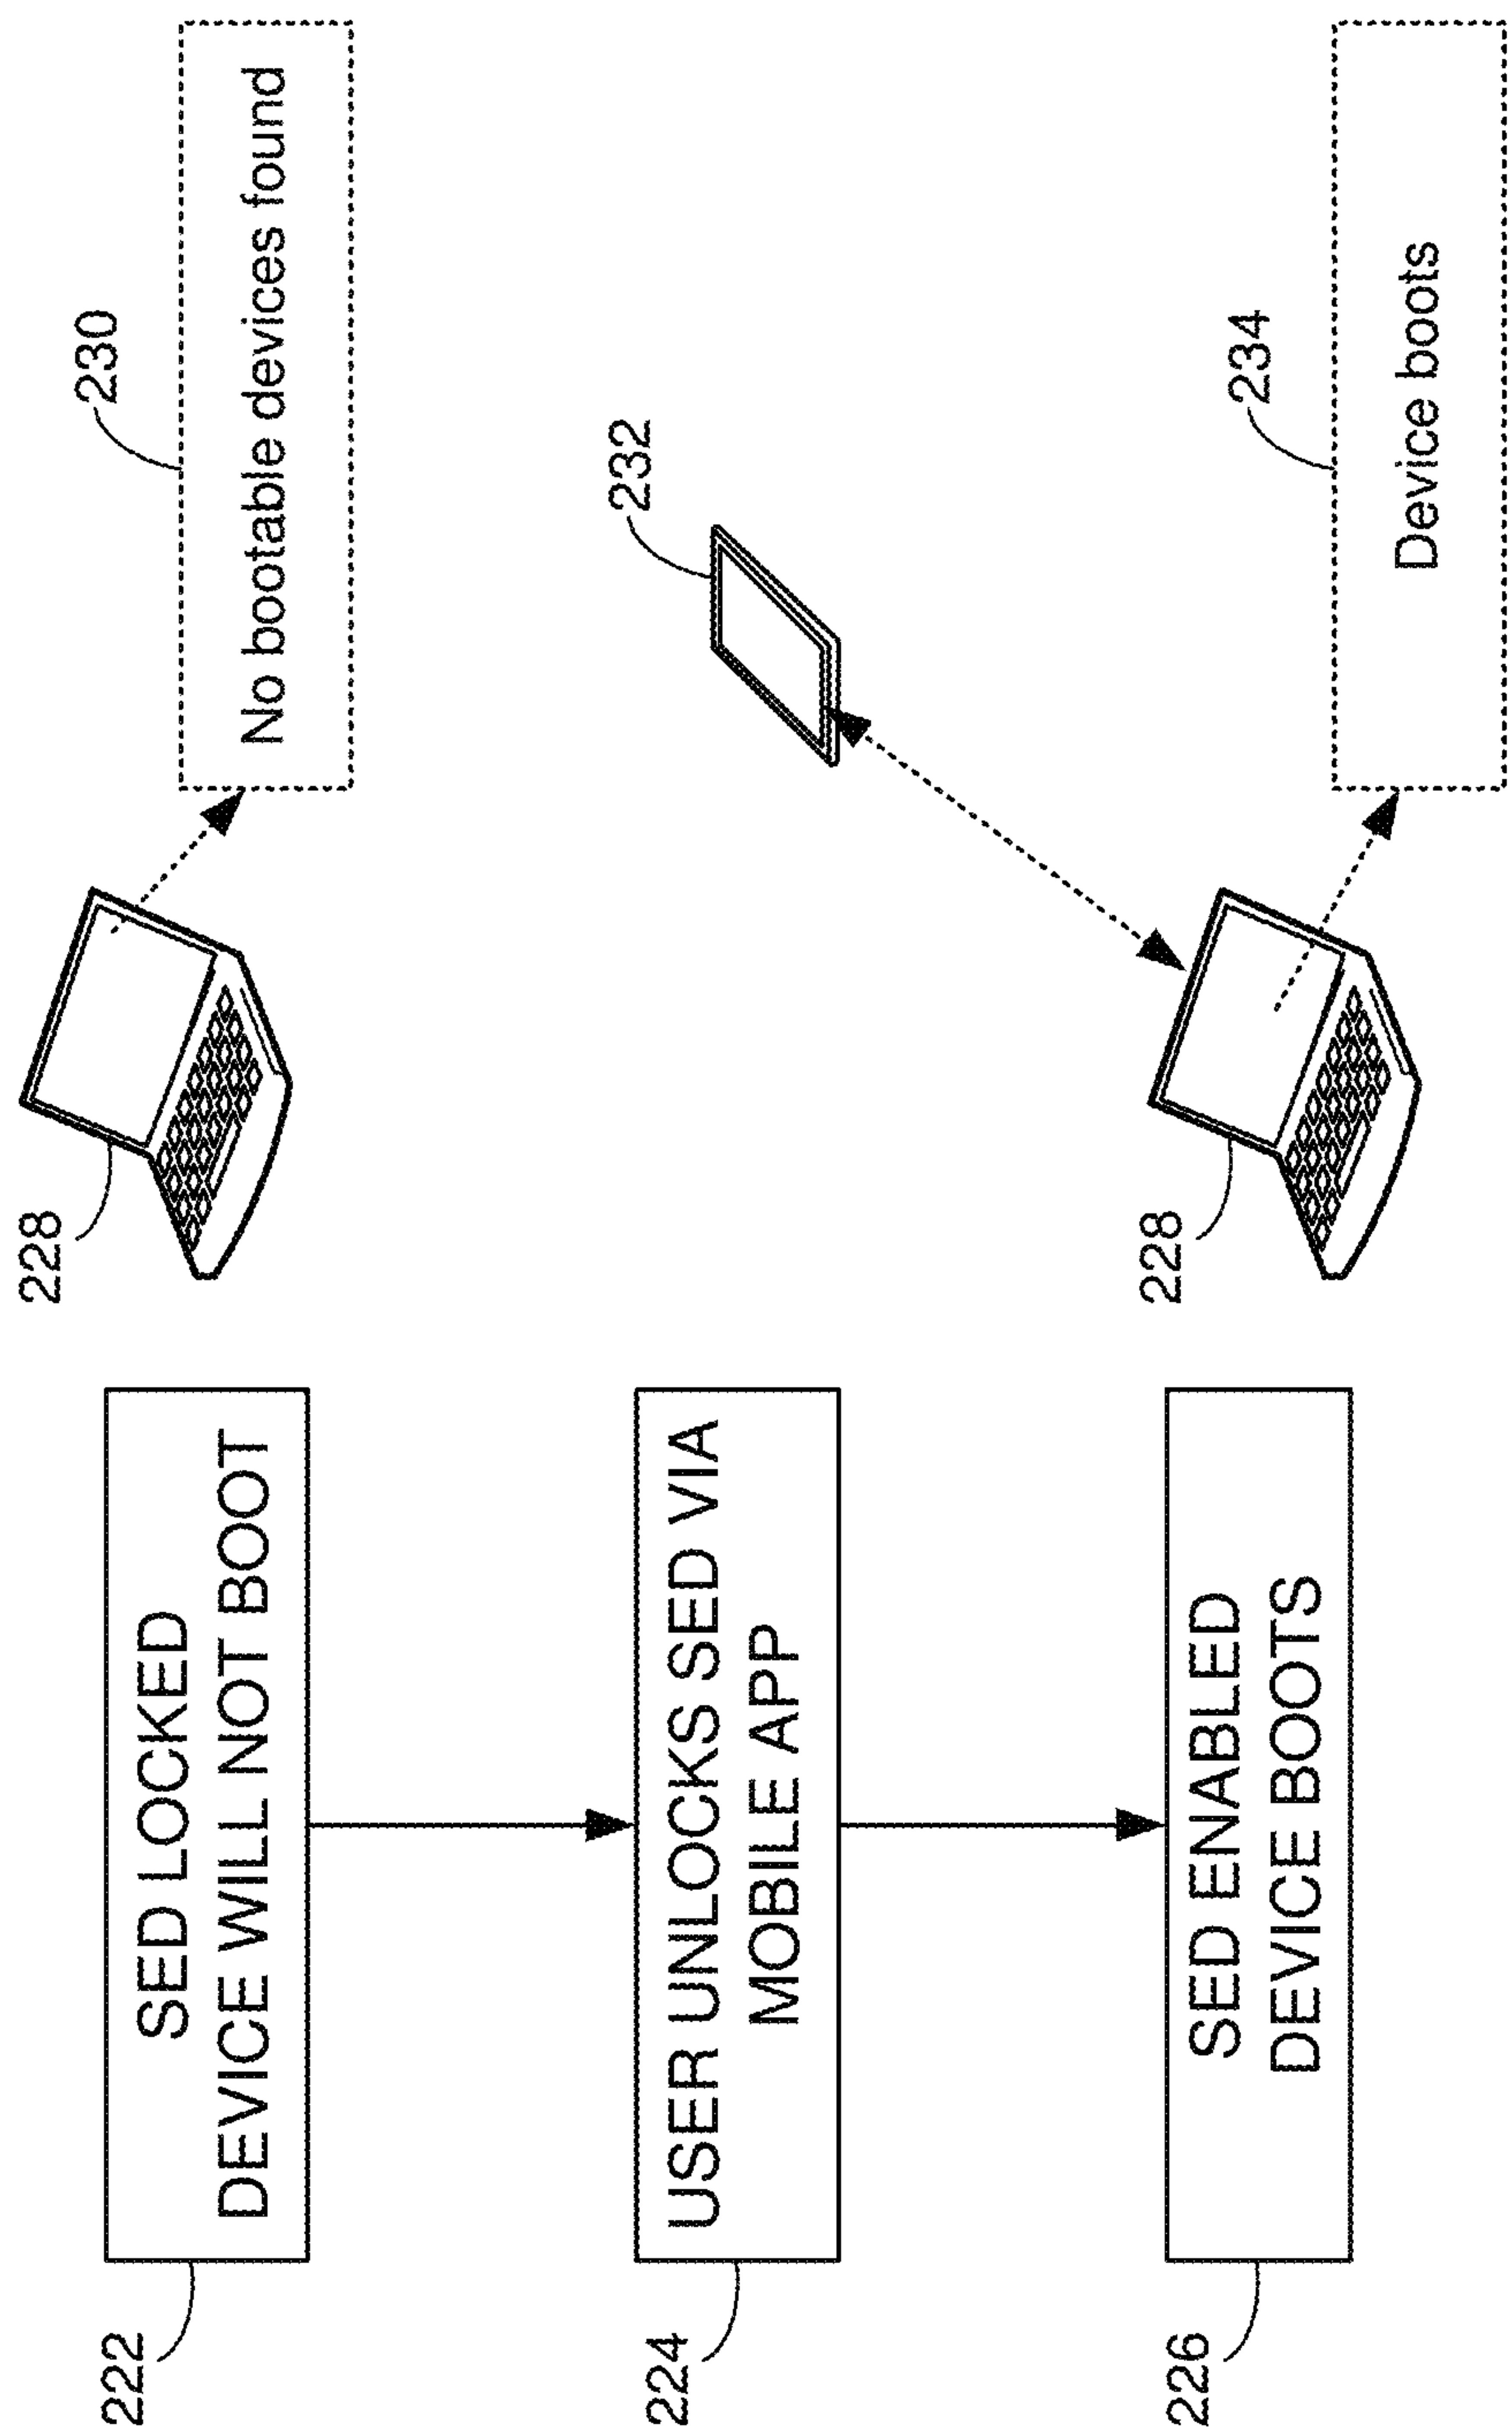 222
SED LOCKED
DEVICE WILL NOT BOOT
228
230
No bootable devices found
224
USER UNLOCKS SED VIA
MOBILE APP
232
226
SED ENABLED
DEVICE BOOTS
228
234
Device boots